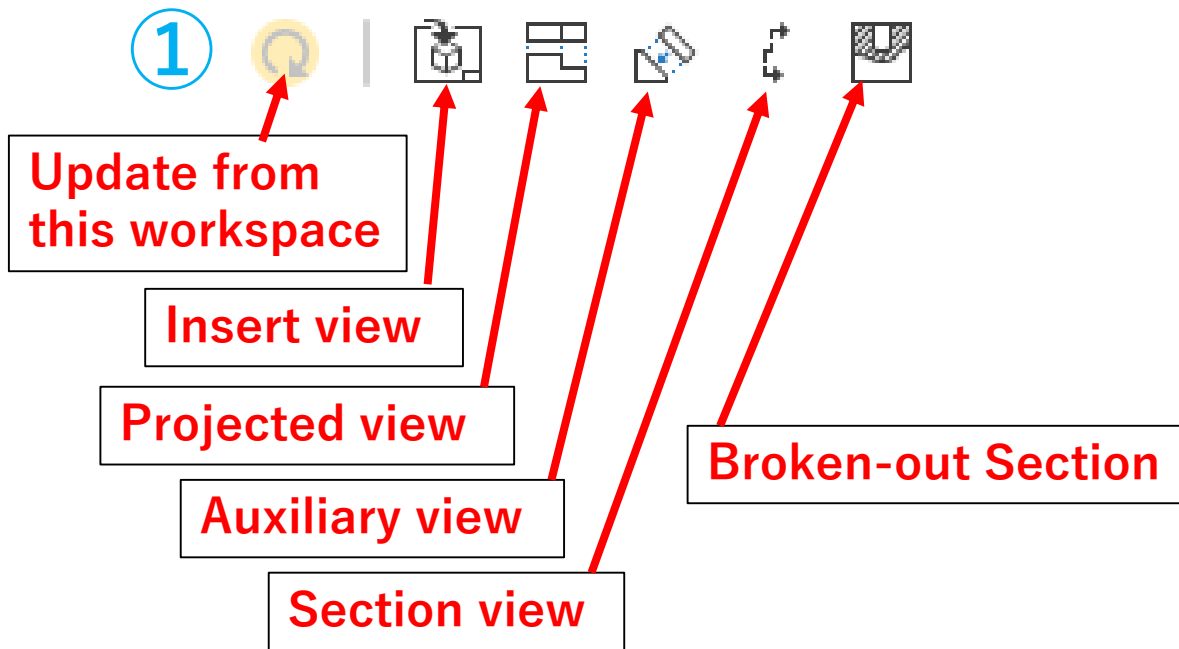 ①
Update from
this workspace
Insert view
Projected view
Broken-out Section
Auxiliary view
Section view